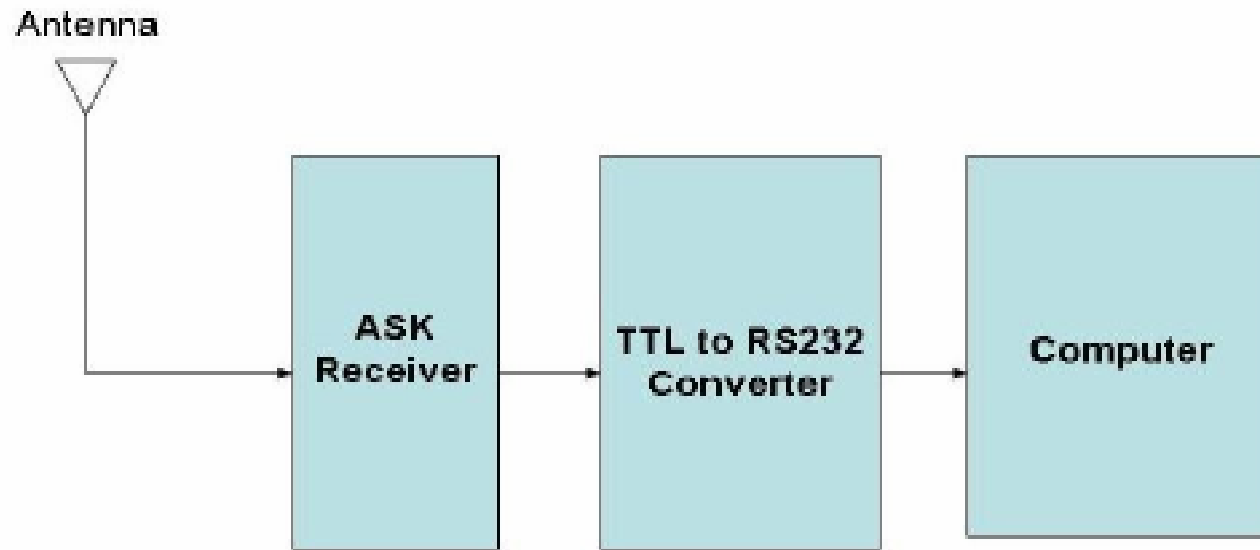 Antenna
ASK
Receiver
TTL to RS232
Converter
Computer